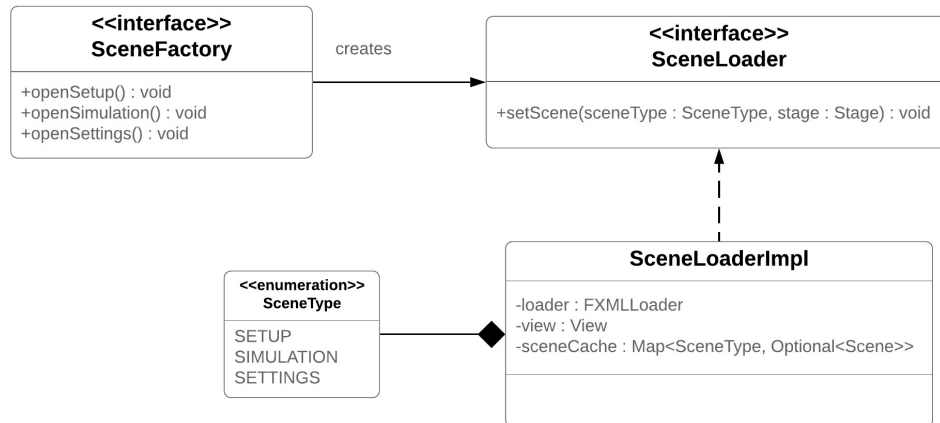 <<interface>>
SceneFactory
+openSetup() : void
+openSimulation() : void
+openSettings() : void
creates
<<interface>>
SceneLoader
+setScene(sceneType : SceneType, stage : Stage) : void
<<enumeration>>
SceneType
SETUP
SIMULATION
SETTINGS
SceneLoaderImpl
-loader : FXMLLoader
-view : View
-sceneCache : Map<SceneType, Optional<Scene>>